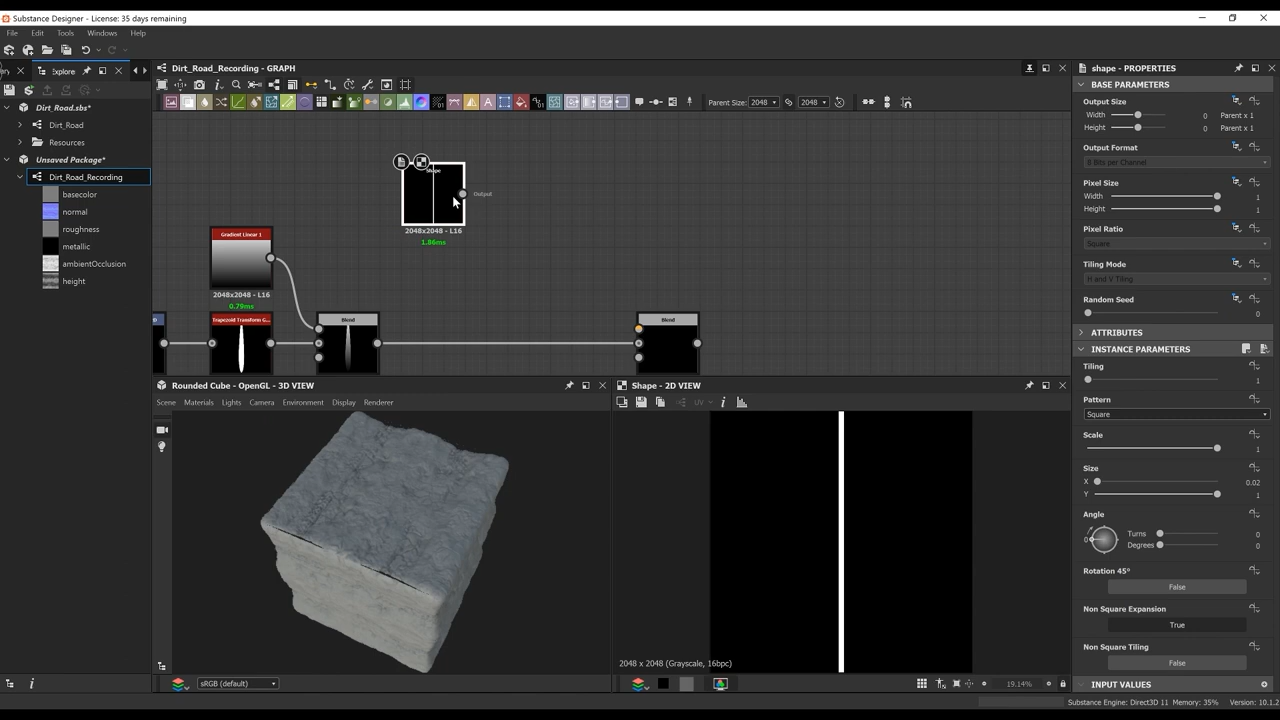 Substance Designer - License: 35 days remaining
File Edit Tools Windows Help
Explore
Dirt_Road_Recording - GRAPH
shape - PROPERTIES
Dirt_Road.sbs*
Dirt_Road
Resources
Unsaved Package*
Dirt_Road_Recording
basecolor
normal
roughness
metallic
ambientOcclusion
height
Parent Size: 2048
2048
Shape
Output
2048x2048 - L16
1.86ms
Gradient Linear 1
2048x2048 - L16
0.79ms
Trapezoid Transform G...
Blend
Blend
Rounded Cube - OpenGL - 3D VIEW
Scene Materials Lights Camera Environment Display Renderer
sRGB (default)
Shape - 2D VIEW
UV
2048 x 2048 (Grayscale, 16bpc)
19.14%
BASE PARAMETERS
Output Size
Width 0 Parent x 1
Height 0 Parent x 1
Output Format
8 Bits per Channel
Pixel Size
Width 1
Height 1
Pixel Ratio
Square
Tiling Mode
H and V Tiling
Random Seed
0
ATTRIBUTES
INSTANCE PARAMETERS
Tiling
1
Pattern
Square
Scale
1
Size
X 0.02
Y 1
Angle
0
Turns 0
Degrees 0
Rotation 45°
False
Non Square Expansion
True
Non Square Tiling
False
INPUT VALUES
Substance Engine: Direct3D 11 Memory: 35% Version: 10.1.2